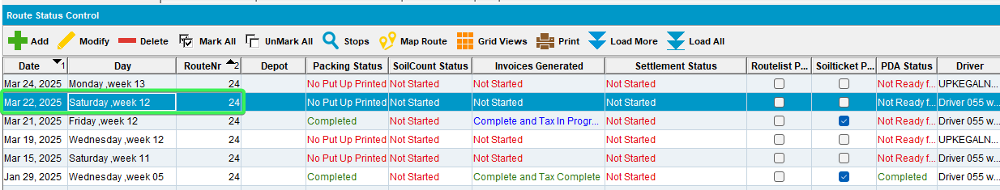 Route Status Control
Add Modify Delete Mark All UnMark All Stops Map Route Grid Views Print Load More Load All
Date 1 Day RouteNr 2 Depot Packing Status SoilCount Status Invoices Generated Settlement Status Routelist P... Soilticket P... PDA Status Driver
Mar 24, 2025 Monday ,week 13 24 No Put Up Printed Not Started Not Started Not Started Not Ready f... UPKEGALN...
Mar 22, 2025 Saturday ,week 12 24 No Put Up Printed Not Started Not Started Not Started Not Ready f... Driver 055 w...
Mar 21, 2025 Friday ,week 12 24 Completed Not Started Complete and Tax In Progr... Not Started Not Ready f... Driver 055 w...
Mar 19, 2025 Wednesday ,week 12 24 No Put Up Printed Not Started Not Started Not Started Not Ready f... UPKEGALN...
Mar 15, 2025 Saturday ,week 11 24 No Put Up Printed Not Started Not Started Not Started Not Ready f... Driver 055 w...
Jan 29, 2025 Wednesday ,week 05 24 Completed Not Started Complete and Tax Complete Not Started Completed Driver 055 w...